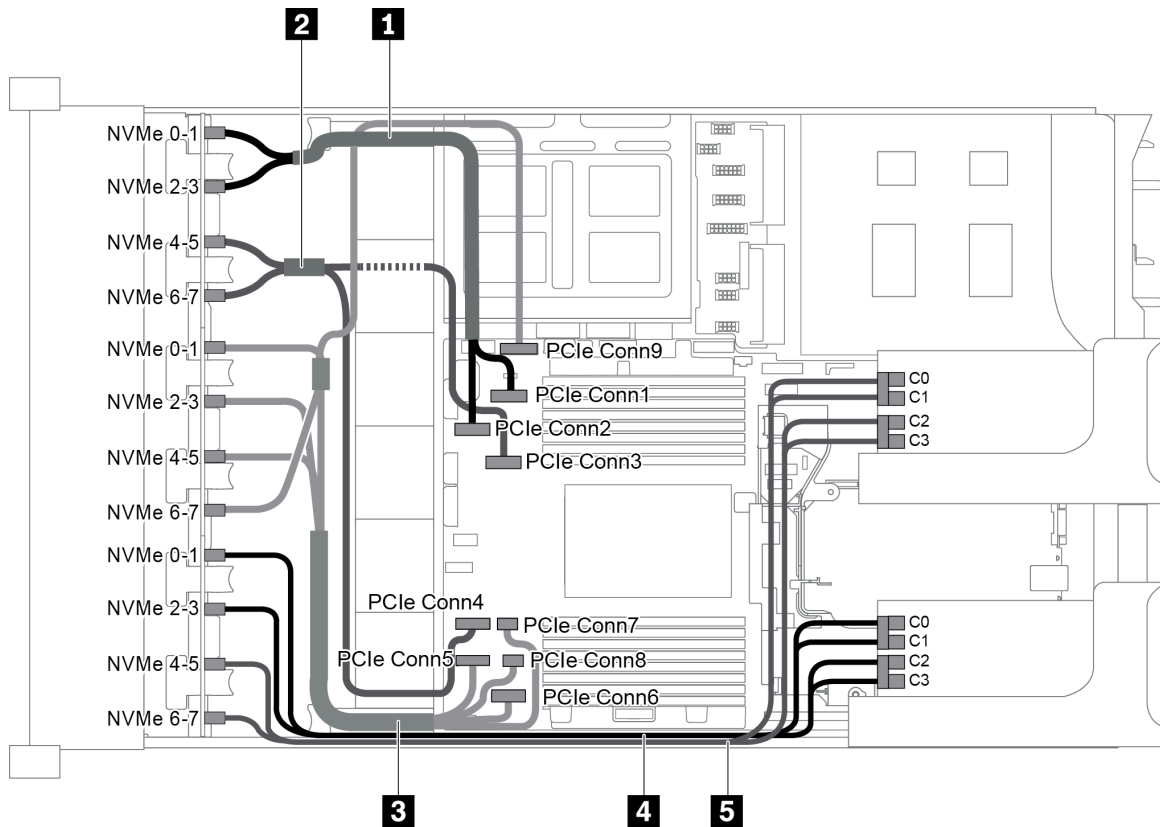 2
1
NVMe 0-1
NVMe 2-3
NVMe 4-5
NVMe 6-7
NVMe 0-1
PCIe Conn9
C0
PCIe Conn1
C1
NVMe 2-3
C2
PCIe Conn2
C3
NVMe 4-5
PCIe Conn3
NVMe 6-7
NVMe 0-1
PCIe Conn4
NVMe 2-3
C0
PCIe Conn7
C1
PCIe Conn5
PCIe Conn8
C2
NVMe 4-5
C3
PCIe Conn6
NVMe 6-7
3
4
5